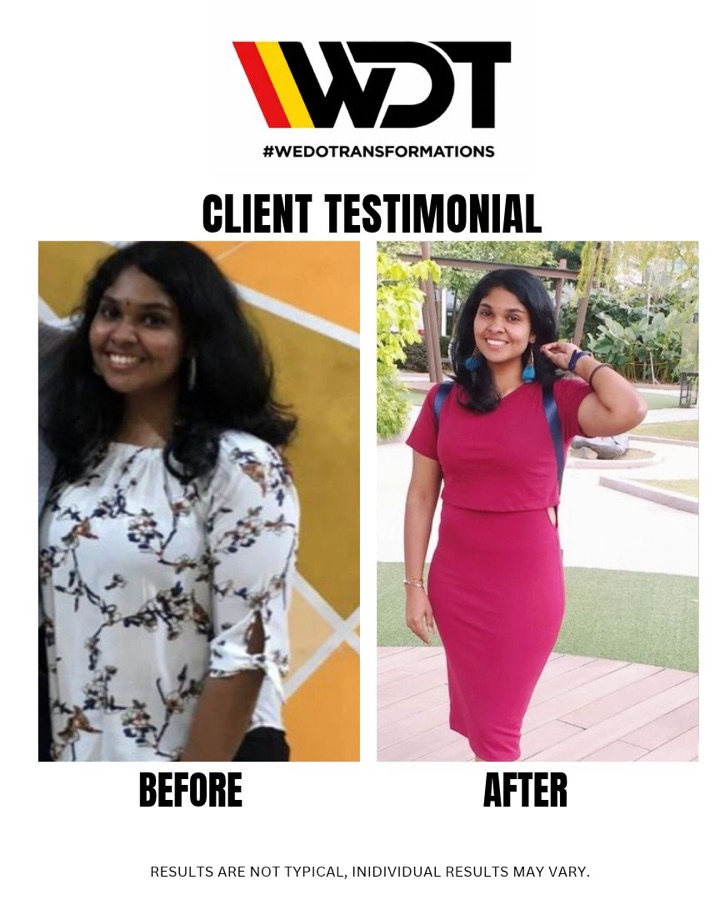 WDT
#WEDOTRANSFORMATIONS
CLIENT TESTIMONIAL
BEFORE
AFTER
RESULTS ARE NOT TYPICAL, INIDIVIDUAL RESULTS MAY VARY.